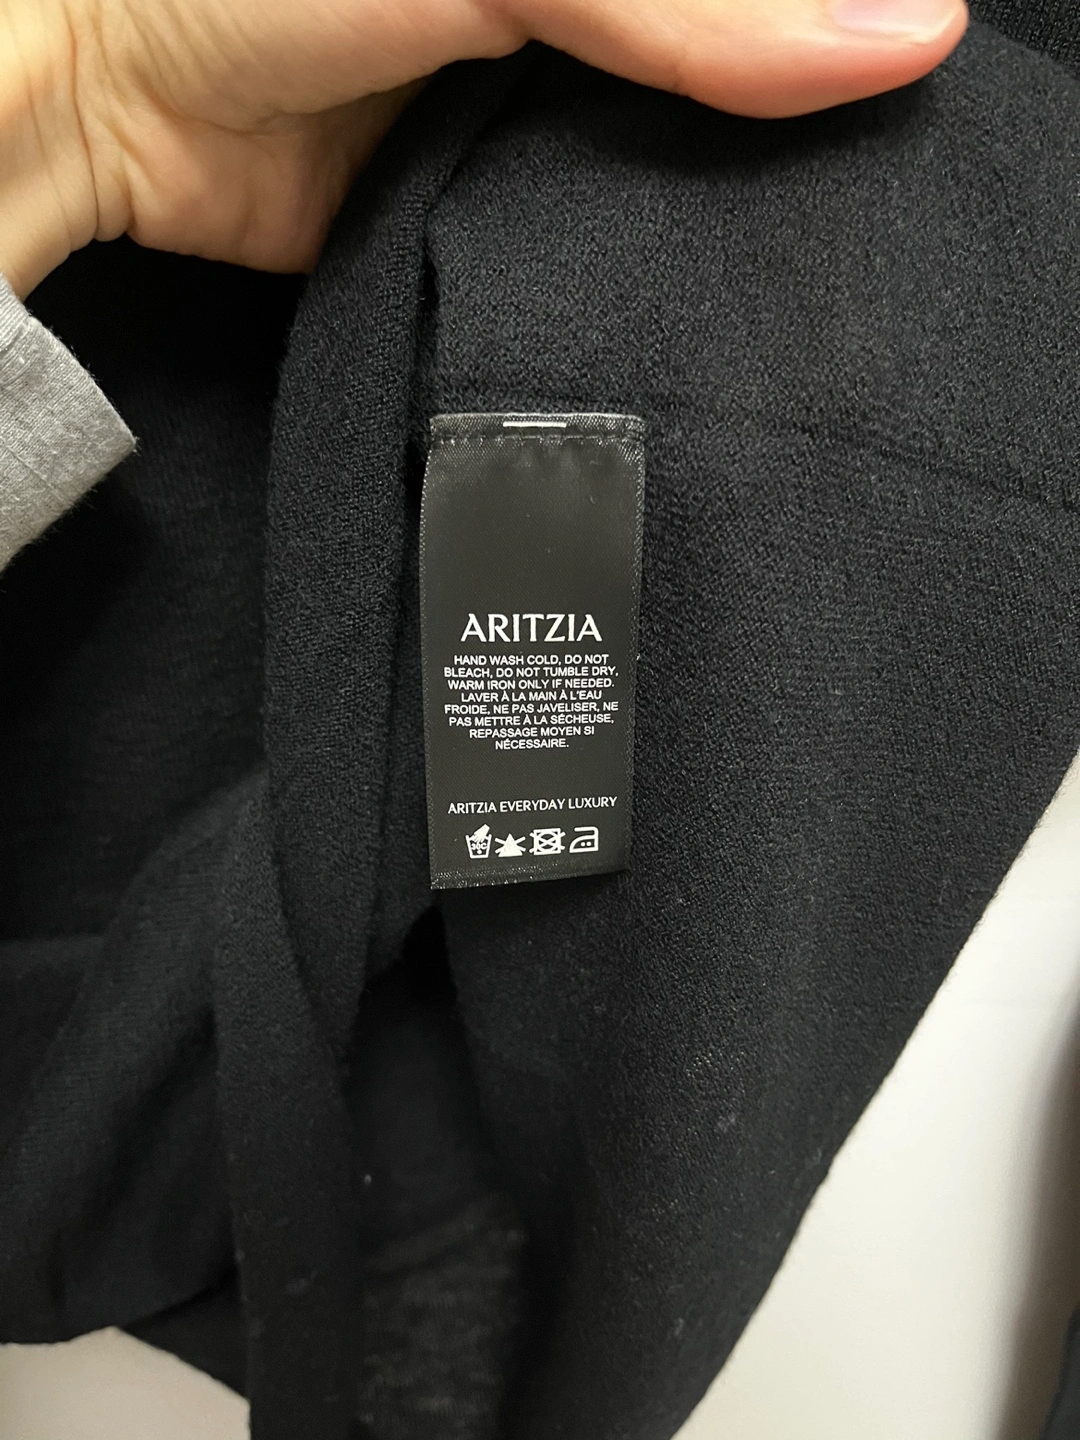 ARITZIA
HAND WASH COLD, DO NOT
BLEACH, DO NOT TUMBLE DRY,
WARM IRON ONLY IF NEEDED.
LAVER À LA MAIN À L'EAU
FROIDE, NE PAS JAVELISER, NE
PAS METTRE À LA SÉCHEUSE,
REPASSAGE MOYEN SI
NÉCESSAIRE.
ARITZIA EVERYDAY LUXURY
30C